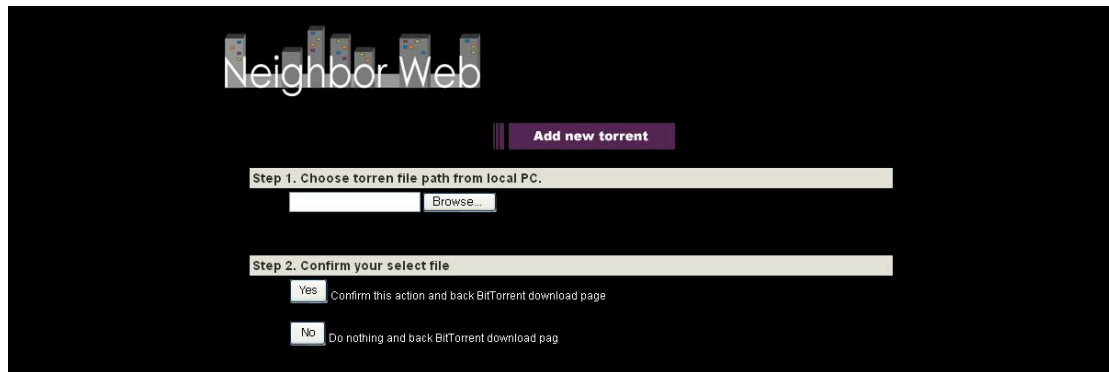 Neighbor Web
Add new torrent
Step 1. Choose torren file path from local PC.
Browse...
Step 2. Confirm your select file
Yes Confirm this action and back BitTorrent download page
No Do nothing and back BitTorrent download pag